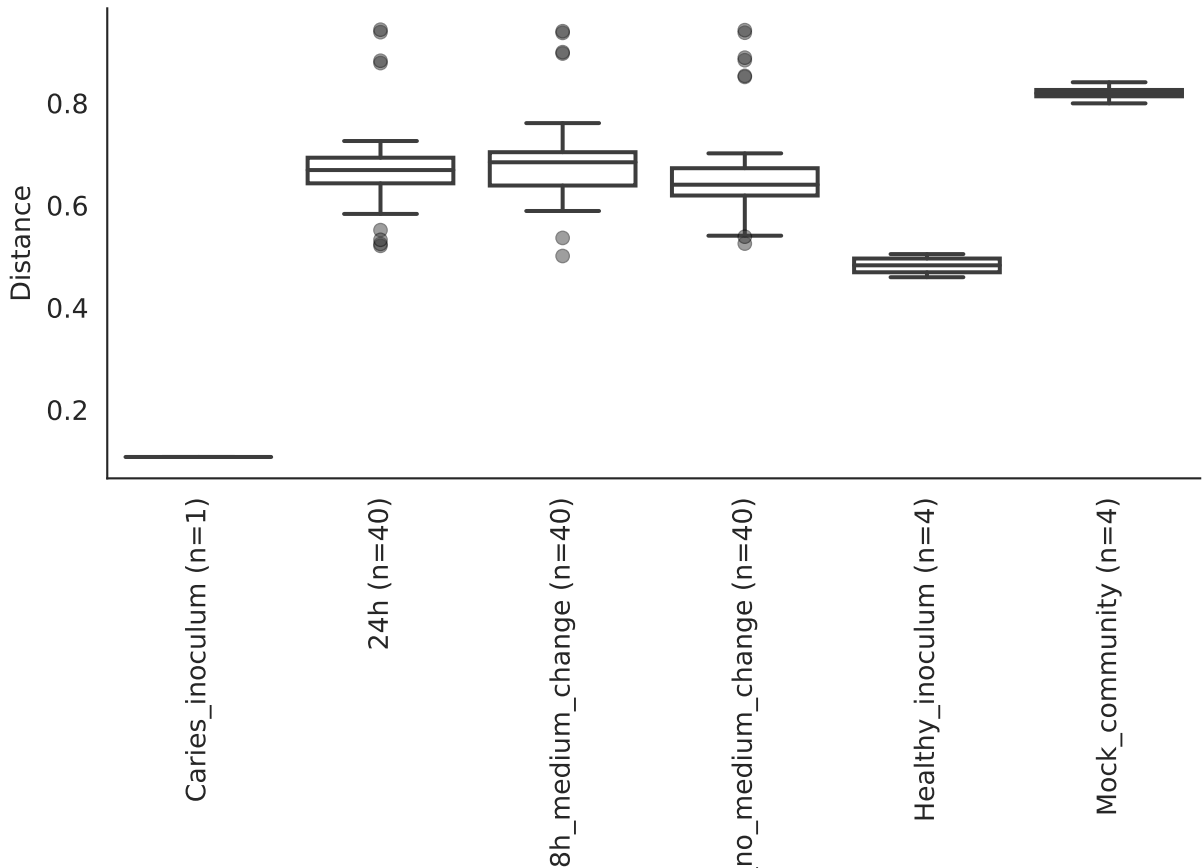 Distance
0.8
0.6
0.4
0.2
Caries_inoculum (n=1)
24h (n=40)
8h_medium_change (n=40)
no_medium_change (n=40)
Healthy_inoculum (n=4)
Mock_community (n=4)